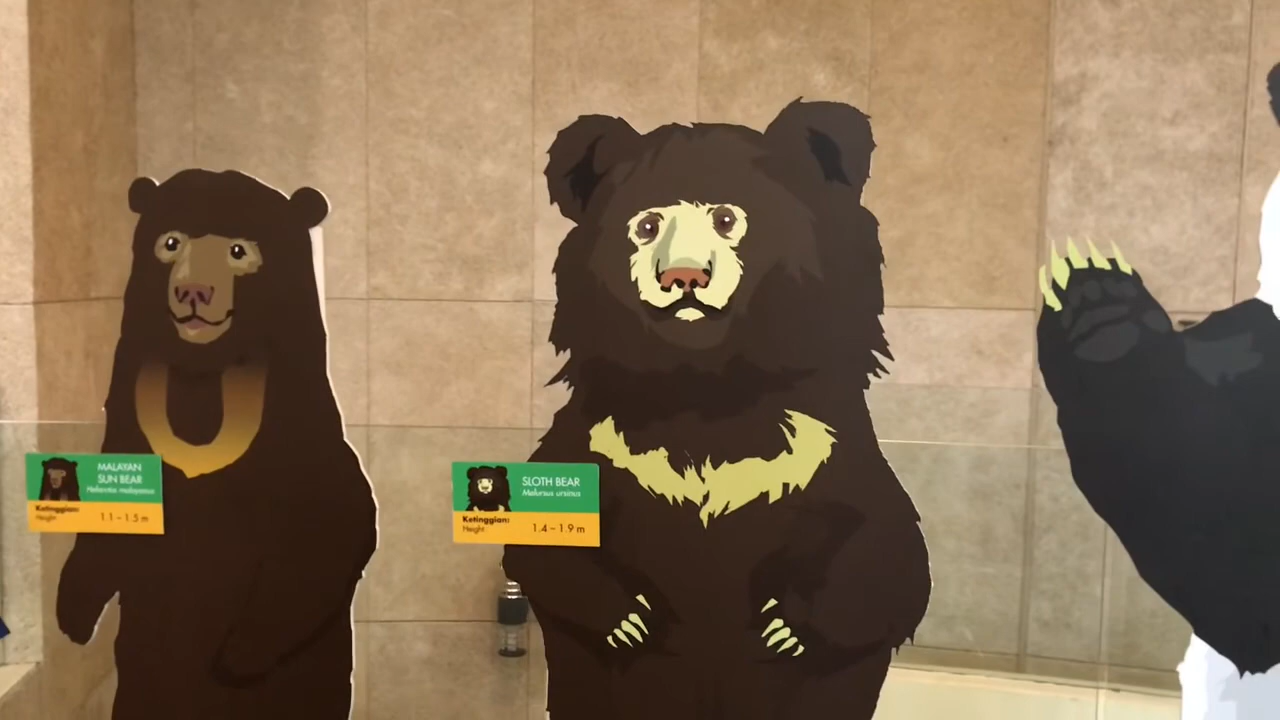 MALAYAN
SUN BEAR
Helarctos malayanus
Ketinggian:
Height
1.1 – 1.5 m
SLOTH BEAR
Melursus ursinus
Ketinggian:
Height
1.4 – 1.9 m